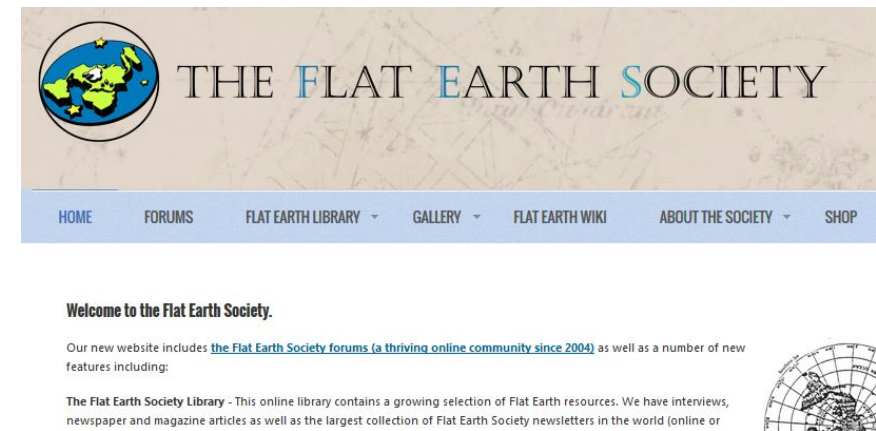 THE FLAT EARTH SOCIETY
HOME FORUMS FLAT EARTH LIBRARY GALLERY FLAT EARTH WIKI ABOUT THE SOCIETY SHOP
Welcome to the Flat Earth Society.
Our new website includes the Flat Earth Society forums (a thriving online community since 2004) as well as a number of new
features including:
The Flat Earth Society Library - This online library contains a growing selection of Flat Earth resources. We have interviews,
newspaper and magazine articles as well as the largest collection of Flat Earth Society newsletters in the world (online or